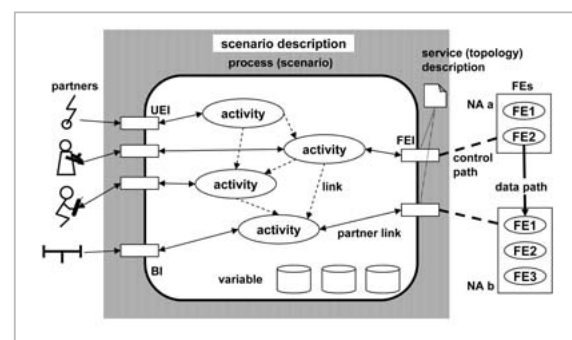 scenario description
process (scenario)
service (topology)
description
partners
UEI
activity
FEs
NA a
FE1
FE2
activity
FEI
control
path
activity
link
data path
activity
partner link
FE1
FE2
FE3
BI
variable
NA b